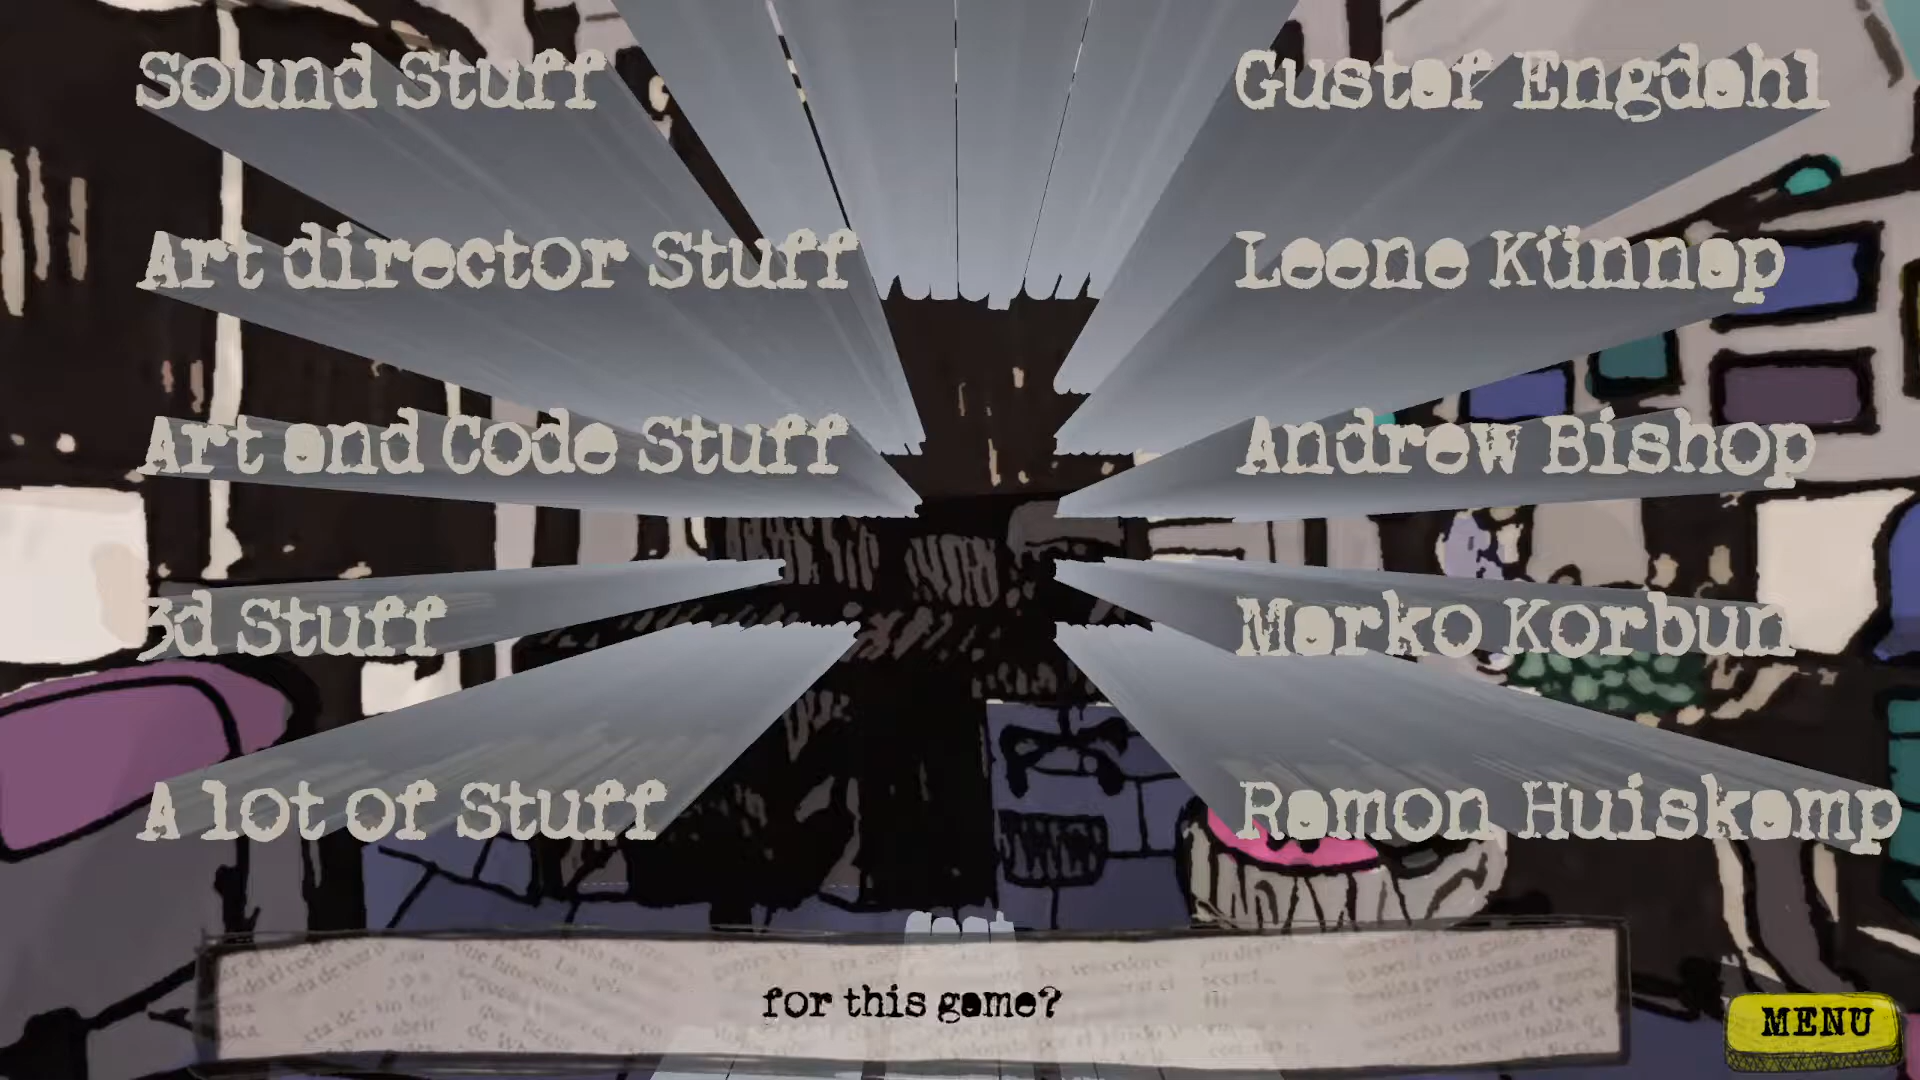 Sound Stuff
Gustaf Engdahl
Art director Stuff
Leene Künnap
Art and Code Stuff
Andrew Bishop
3d Stuff
Marko Korbun
A lot of Stuff
Ramon Huiskamp
for this game?
MENU